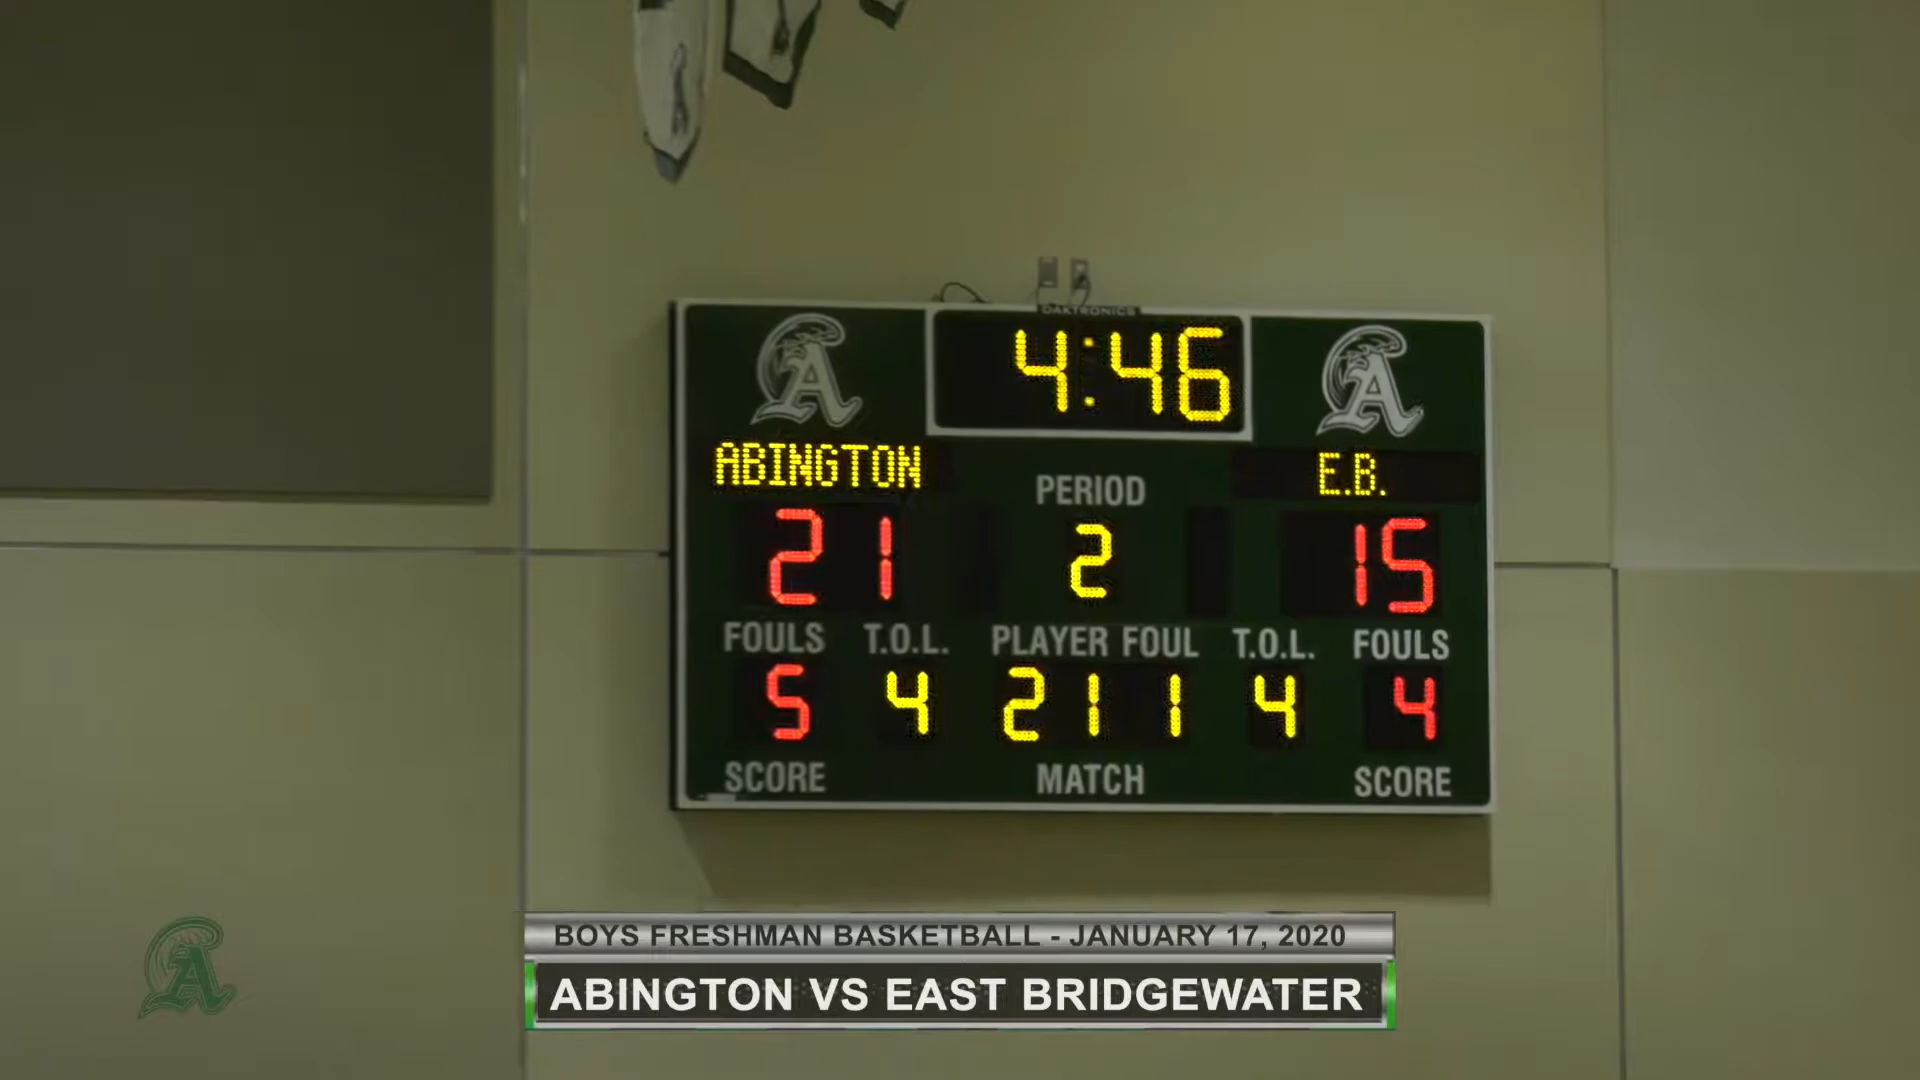 DAKTRONICS
4:46
ABINGTON
E.B.
PERIOD
21
2
15
FOULS T.O.L. PLAYER FOUL T.O.L. FOULS
5 4 21 1 4 4
SCORE MATCH SCORE
BOYS FRESHMAN BASKETBALL - JANUARY 17, 2020
ABINGTON VS EAST BRIDGEWATER
A
A
A